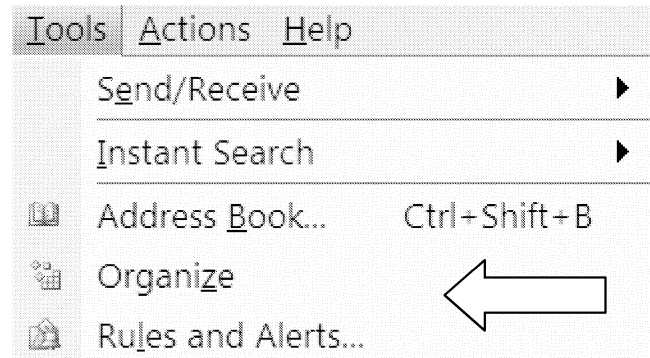 Tools Actions Help
Send/Receive
Instant Search
Address Book... Ctrl+Shift+B
Organize
Rules and Alerts...